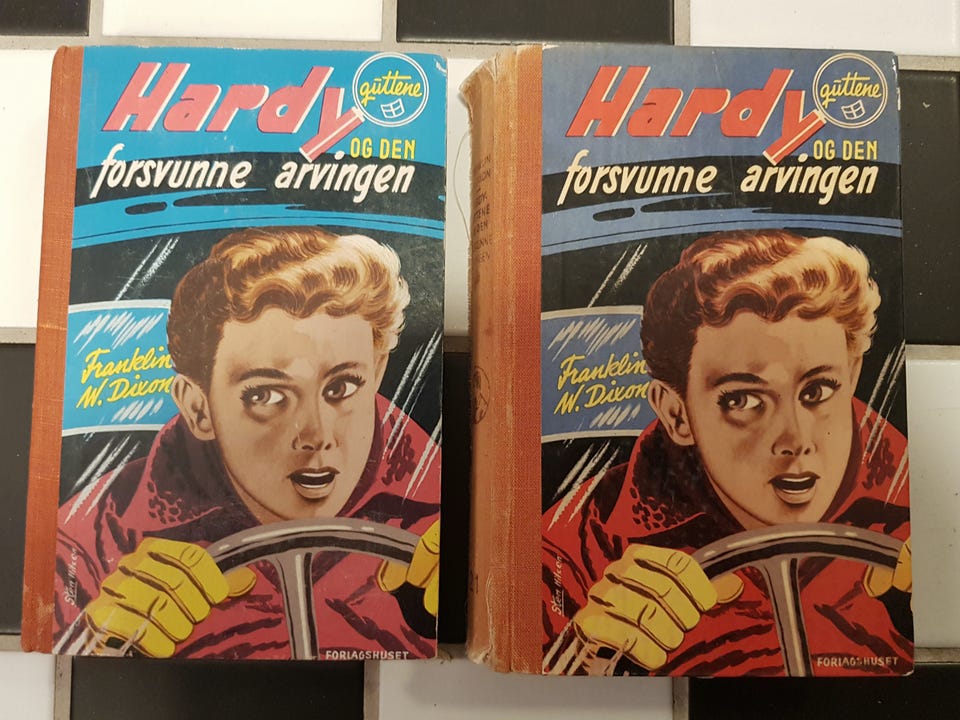 Hardy
guttene
OG DEN
forsvunne arvingen
Franklin
W. Dixon
FORLAGSHUSET
Hardy
guttene
OG DEN
forsvunne arvingen
Franklin
W. Dixon
FORLAGSHUSET